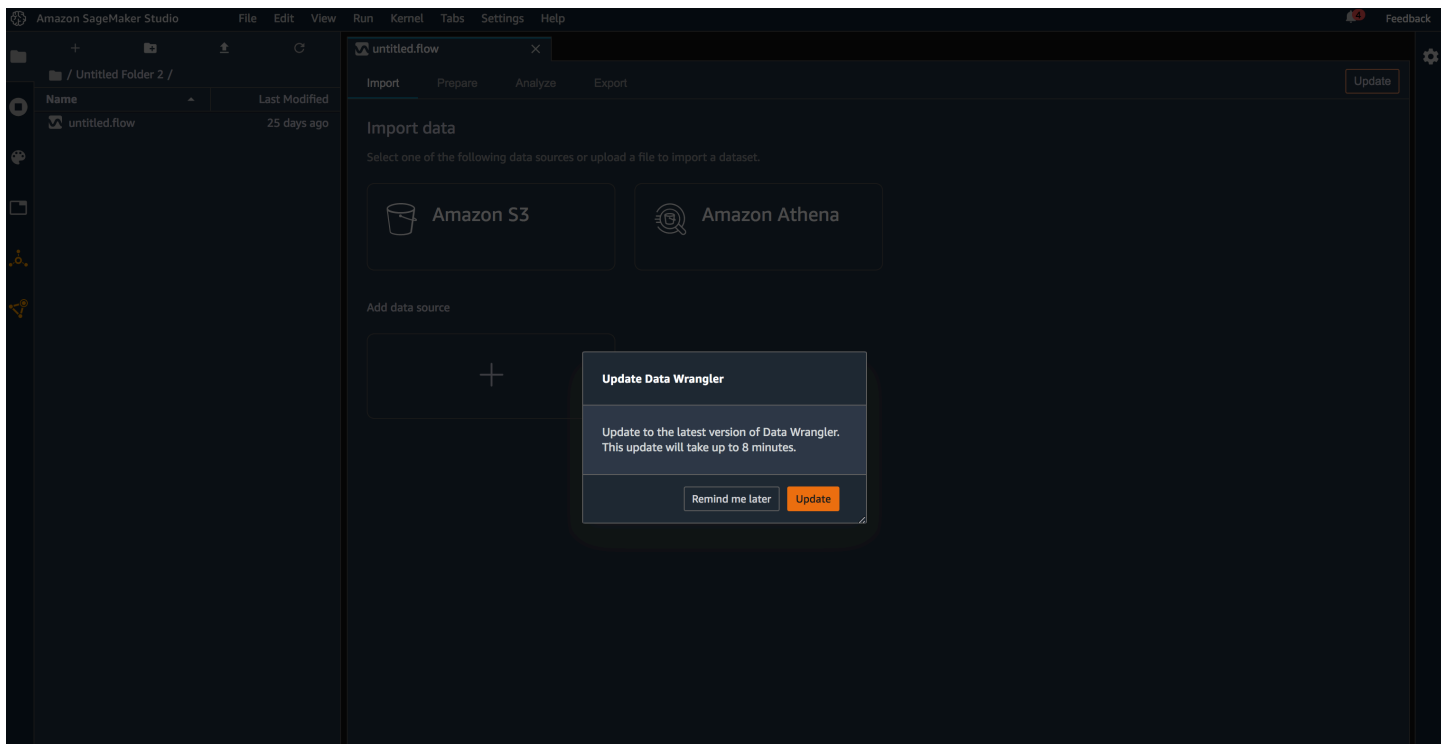 Amazon SageMaker Studio File Edit View Run Kernel Tabs Settings Help 4 Feedback
/ Untitled Folder 2 /
Name Last Modified
untitled.flow 25 days ago
untitled.flow
Import Prepare Analyze Export Update
Import data
Select one of the following data sources or upload a file to import a dataset.
Amazon S3 Amazon Athena
Add data source
Update Data Wrangler
Update to the latest version of Data Wrangler.
This update will take up to 8 minutes.
Remind me later Update